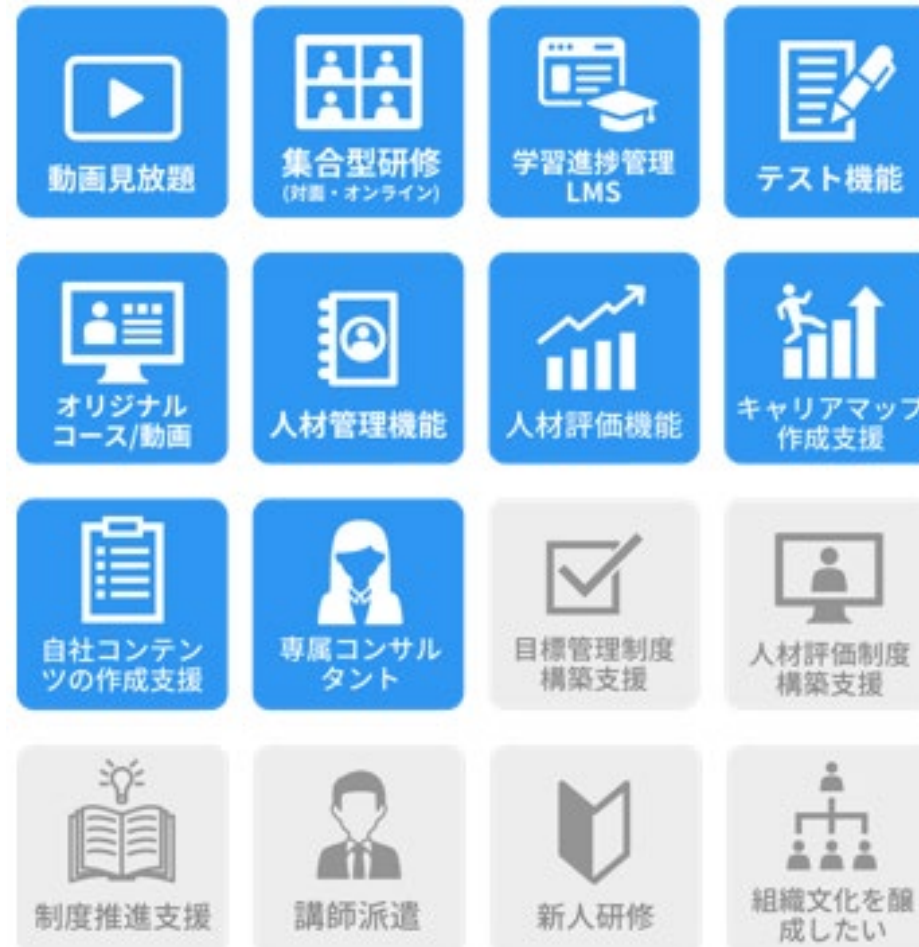 動画見放題
集合型研修
(対面・オンライン)
学習進捗管理
LMS
テスト機能
オリジナル
コース/動画
人材管理機能
人材評価機能
キャリアマップ
作成支援
自社コンテン
ツの作成支援
専属コンサル
タント
目標管理制度
構築支援
人材評価制度
構築支援
制度推進支援
講師派遣
新人研修
組織文化を醸
成したい